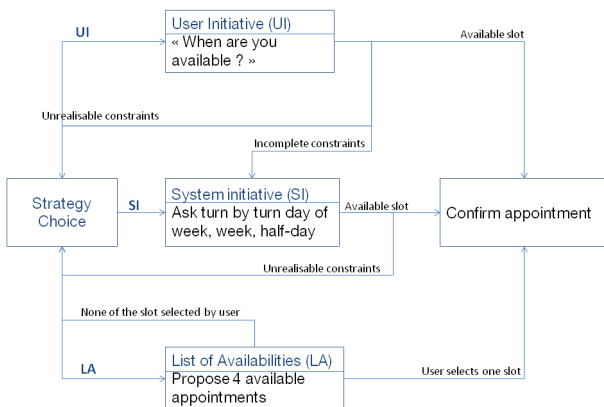 User Initiative (UI)
« When are you
available ? »
UI
Available slot
Unrealisable constraints
Incomplete constraints
Strategy
Choice
SI
System initiative (SI)
Ask turn by turn day of
week, week, half-day
Available slot
Confirm appointment
Unrealisable constraints
None of the slot selected by user
LA
List of Availabilities (LA)
Propose 4 available
appointments
User selects one slot